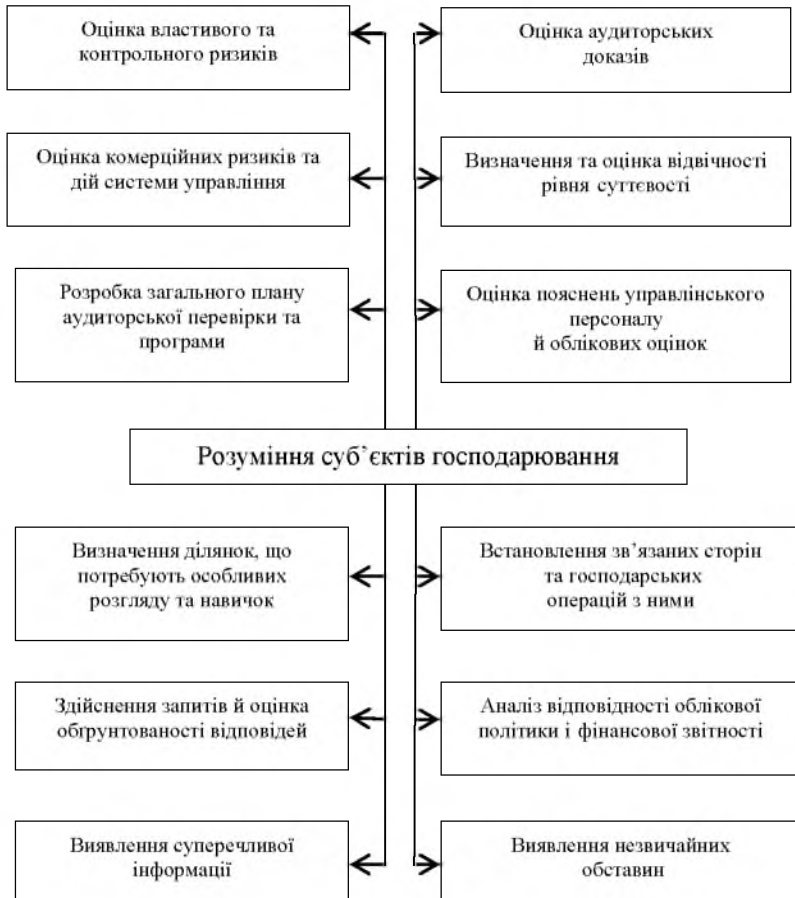 Оцінка властивого та
контрольного ризиків
Оцінка аудиторських
доказів
Оцінка комерційних ризиків та
дій системи управління
Визначення та оцінка відвічності
рівня суттєвості
Розробка загального плану
аудиторської перевірки та
програми
Оцінка пояснень управлінського
персоналу
й облікових оцінок
Розуміння суб’єктів господарювання
Визначення ділянок, що
потребують особливих
розгляду та навичок
Встановлення зв’язаних сторін
та господарських
операцій з ними
Здійснення запитів й оцінка
обґрунтованості відповідей
Аналіз відповідності облікової
політики і фінансової звітності
Виявлення суперечливої
інформації
Виявлення незвичайних
обставин